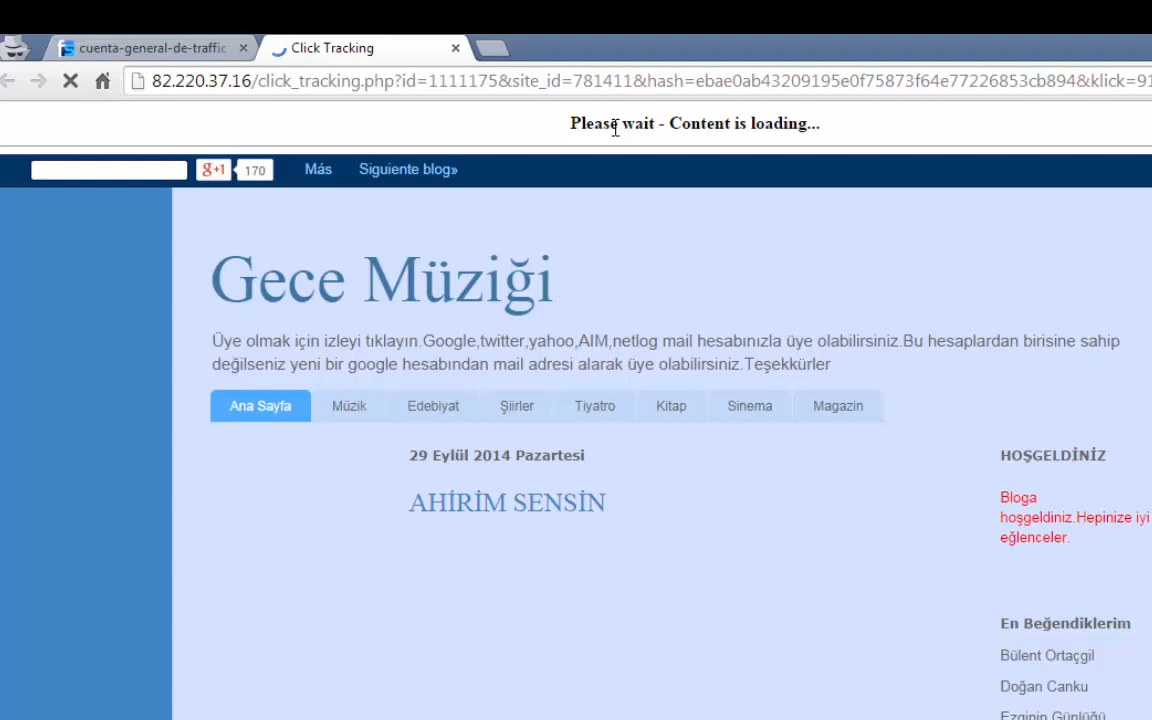 cuenta-general-de-traffic
Click Tracking
82.220.37.16/click_tracking.php?id=1111175&site_id=781411&hash=ebae0ab43209195e0f75873f64e77226853cb894&klick=91
Please wait - Content is loading...
g+1 170 Más Siguiente blog»
Gece Müziği
Üye olmak için izleyi tıklayın.Google,twitter,yahoo,AIM,netlog mail hesabınızla üye olabilirsiniz.Bu hesaplardan birisine sahip
değilseniz yeni bir google hesabından mail adresi alarak üye olabilirsiniz.Teşekkürler
Ana Sayfa Müzik Edebiyat Şiirler Tiyatro Kitap Sinema Magazin
29 Eylül 2014 Pazartesi
AHİRİM SENSİN
HOŞGELDİNİZ
Bloga
hoşgeldiniz.Hepinize iyi
eğlenceler.
En Beğendiklerim
Bülent Ortaçgil
Doğan Canku
Ezginin Günlüğü